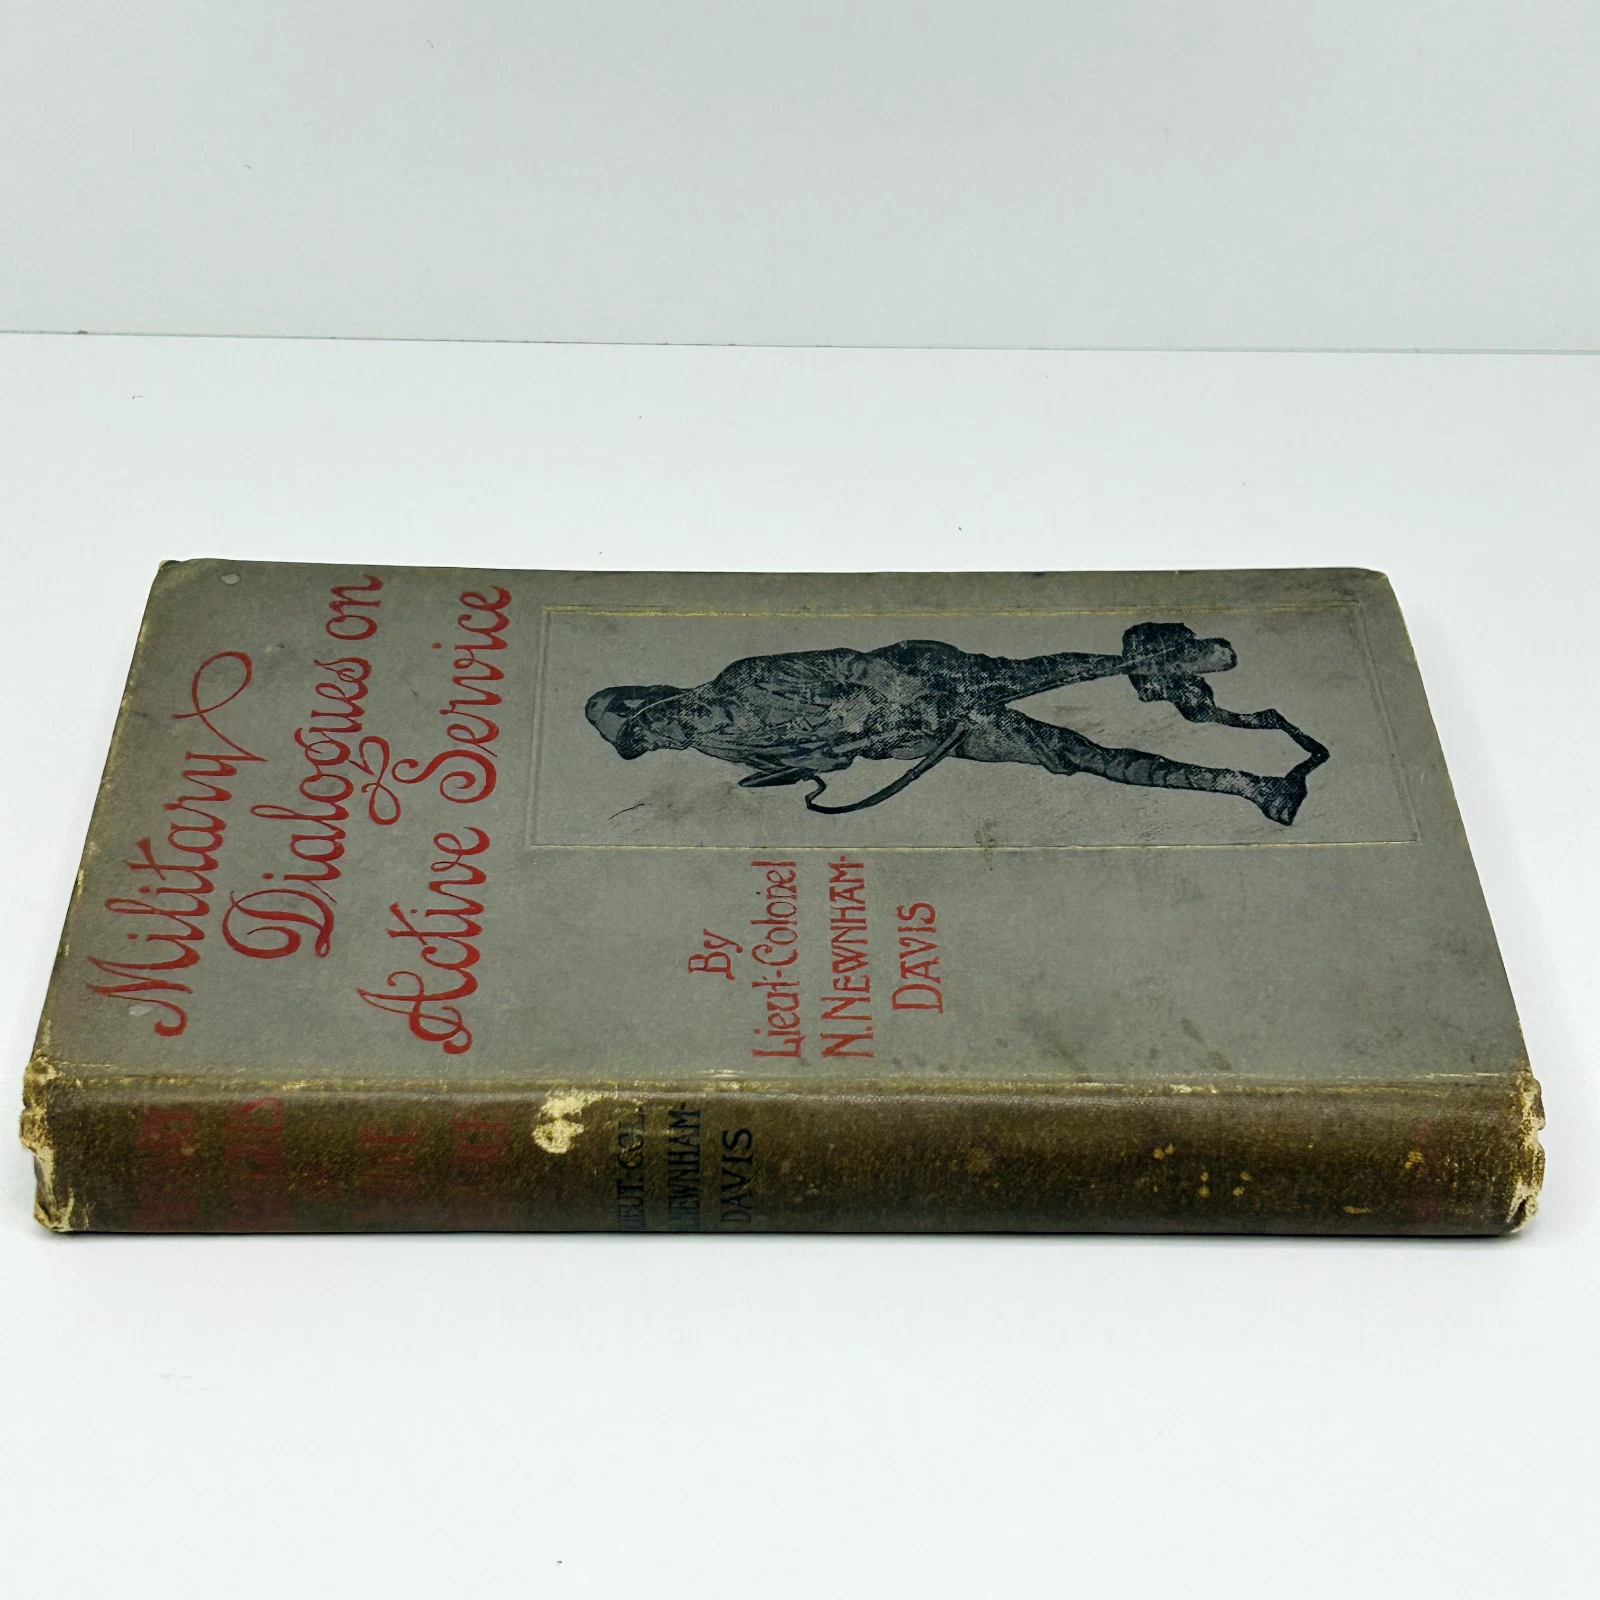 Military
Dialogues on
Active Service
By
Lieut-Colonel
N. NEWNHAM-
DAVIS
LIEUT.-COL.
NEWNHAM-
DAVIS